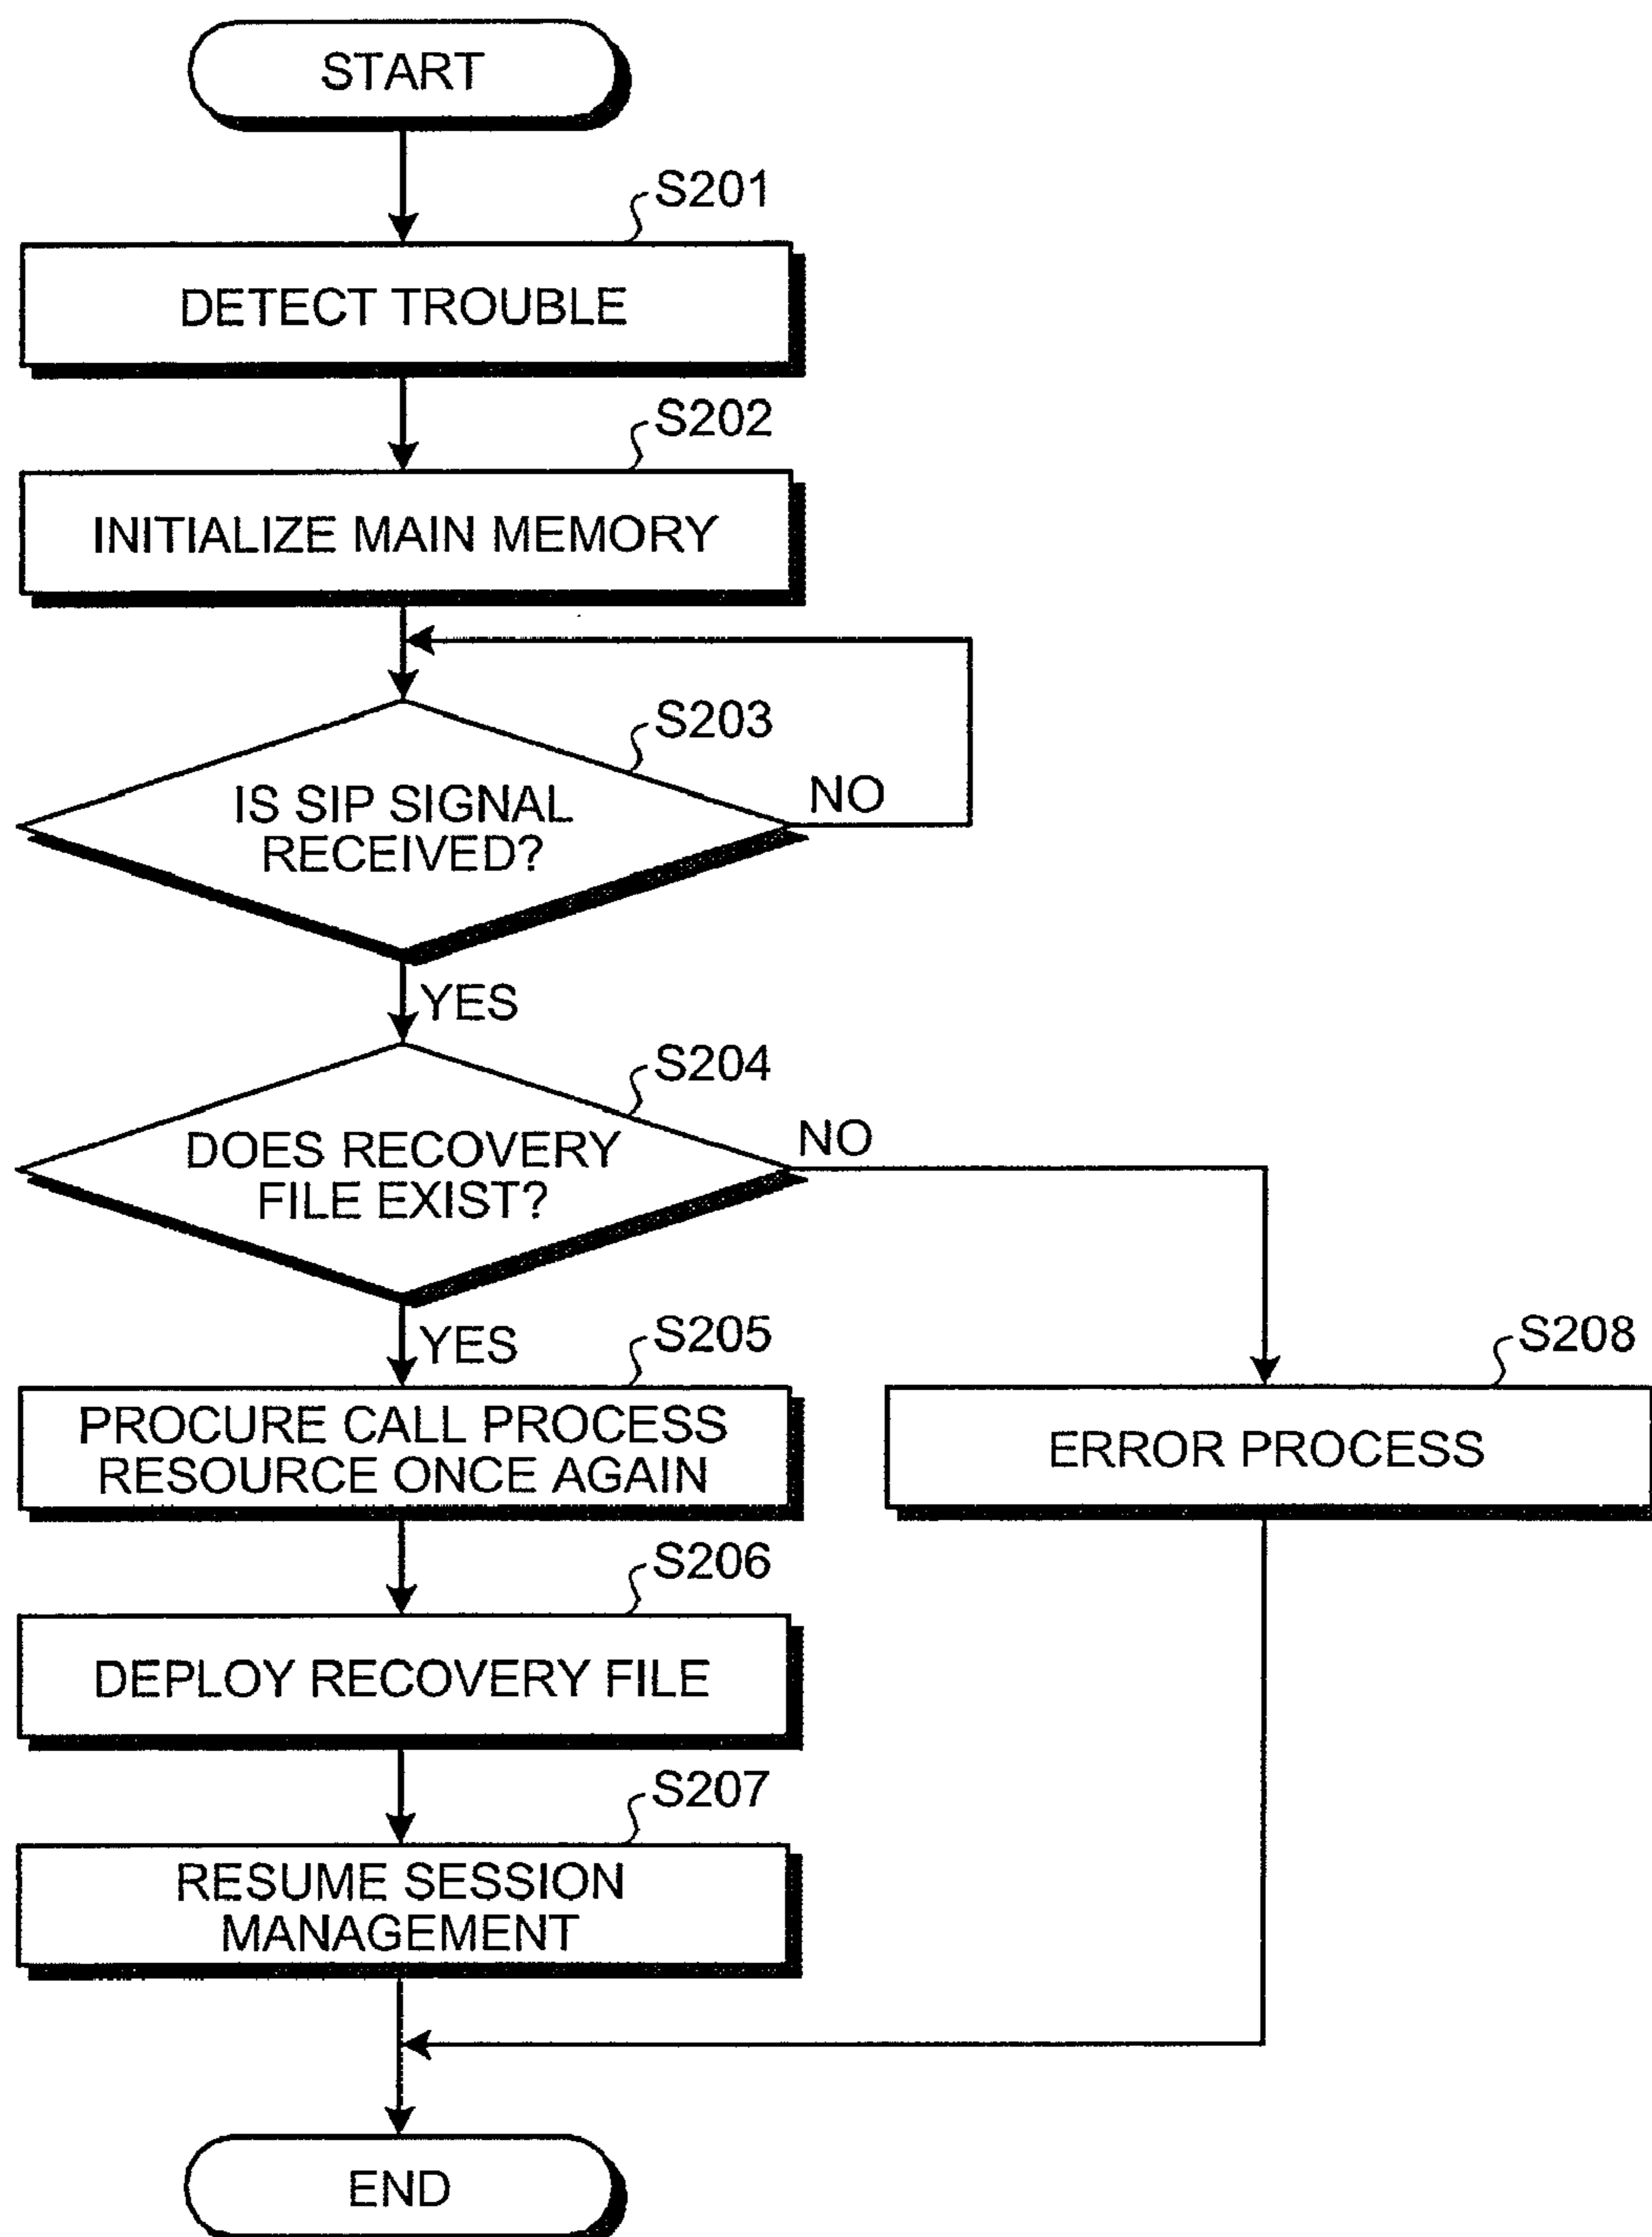 START
S201
DETECT TROUBLE
S202
INITIALIZE MAIN MEMORY
S203
IS SIP SIGNAL
RECEIVED?
NO
YES
S204
DOES RECOVERY
FILE EXIST?
NO
YES
S205
PROCURE CALL PROCESS
RESOURCE ONCE AGAIN
S208
ERROR PROCESS
S206
DEPLOY RECOVERY FILE
S207
RESUME SESSION
MANAGEMENT
END